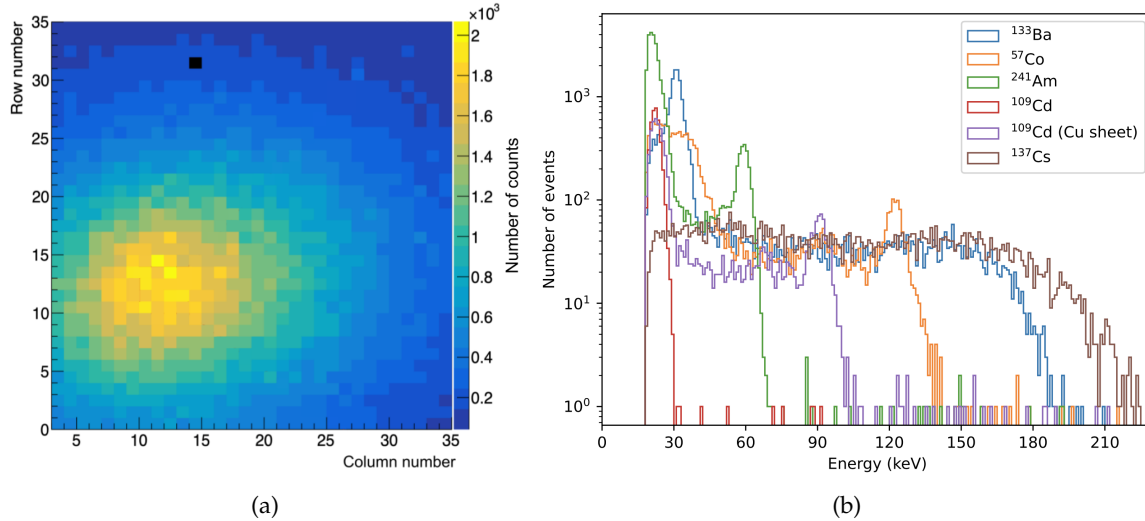 ×10³
35
30
25
20
15
10
5
0
Row number
5 10 15 20 25 30 35
Column number
2
1.8
1.6
1.4
1.2
1
0.8
0.6
0.4
0.2
Number of counts
(a)
10³
10²
10¹
10⁰
Number of events
0 30 60 90 120 150 180 210
Energy (keV)
¹³³Ba
⁵⁷Co
²⁴¹Am
¹⁰⁹Cd
¹⁰⁹Cd (Cu sheet)
¹³⁷Cs
(b)